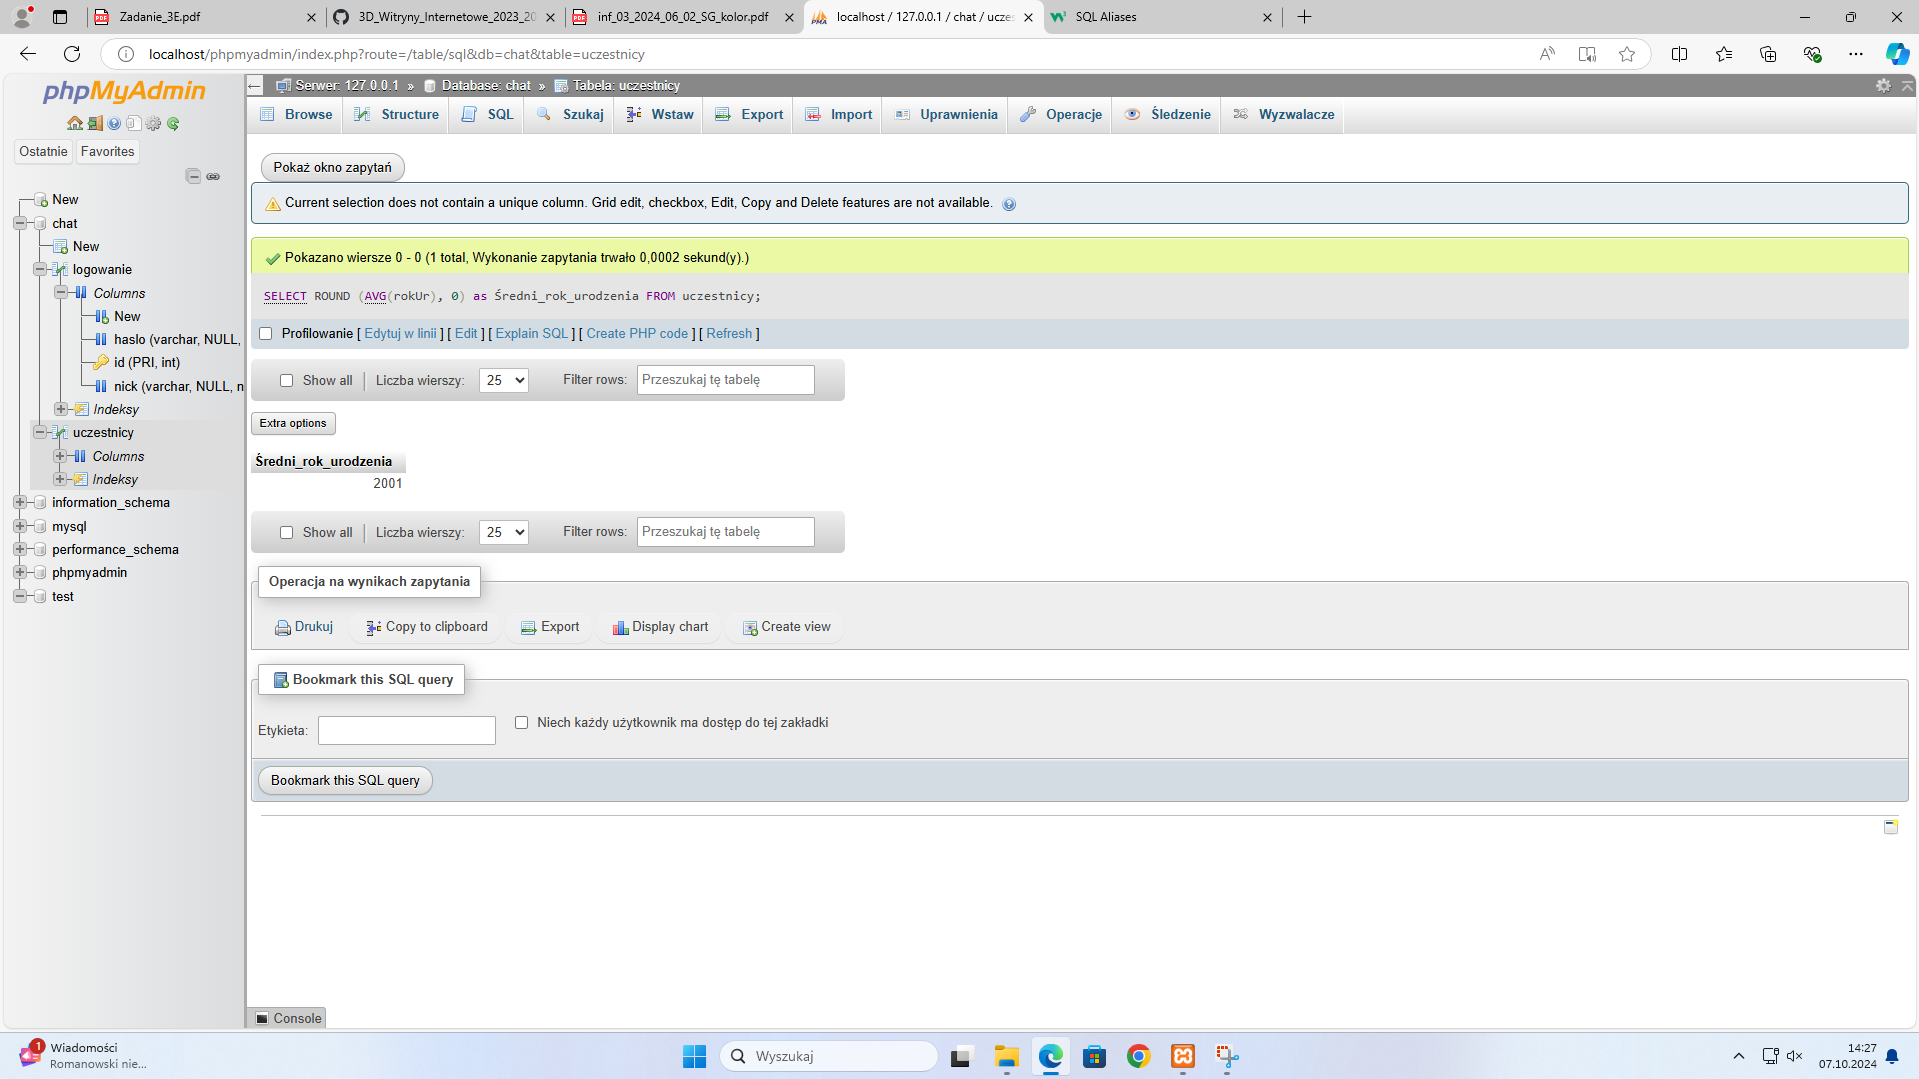 Zadanie_3E.pdf
3D_Witryny_Internetowe_2023_20
inf_03_2024_06_02_SG_kolor.pdf
localhost / 127.0.0.1 / chat / uczes
SQL Aliases
localhost/phpmyadmin/index.php?route=/table/sql&db=chat&table=uczestnicy
phpMyAdmin
Ostatnie
Favorites
New
chat
New
logowanie
Columns
New
haslo (varchar, NULL,
id (PRI, int)
nick (varchar, NULL, n
Indeksy
uczestnicy
Columns
Indeksy
information_schema
mysql
performance_schema
phpmyadmin
test
Serwer: 127.0.0.1 » Database: chat » Tabela: uczestnicy
Browse Structure SQL Szukaj Wstaw Export Import Uprawnienia Operacje Śledzenie Wyzwalacze
Pokaż okno zapytań
Current selection does not contain a unique column. Grid edit, checkbox, Edit, Copy and Delete features are not available.
Pokazano wiersze 0 - 0 (1 total, Wykonanie zapytania trwało 0,0002 sekund(y).)
SELECT ROUND (AVG(rokUr), 0) as Średni_rok_urodzenia FROM uczestnicy;
Profilowanie [ Edytuj w linii ] [ Edit ] [ Explain SQL ] [ Create PHP code ] [ Refresh ]
Show all Liczba wierszy: 25 Filter rows: Przeszukaj tę tabelę
Extra options
Średni_rok_urodzenia
2001
Show all Liczba wierszy: 25 Filter rows: Przeszukaj tę tabelę
Operacja na wynikach zapytania
Drukuj Copy to clipboard Export Display chart Create view
Bookmark this SQL query
Etykieta:
Niech każdy użytkownik ma dostęp do tej zakładki
Bookmark this SQL query
Console
1
Wiadomości
Romanowski nie...
Wyszukaj
14:27
07.10.2024